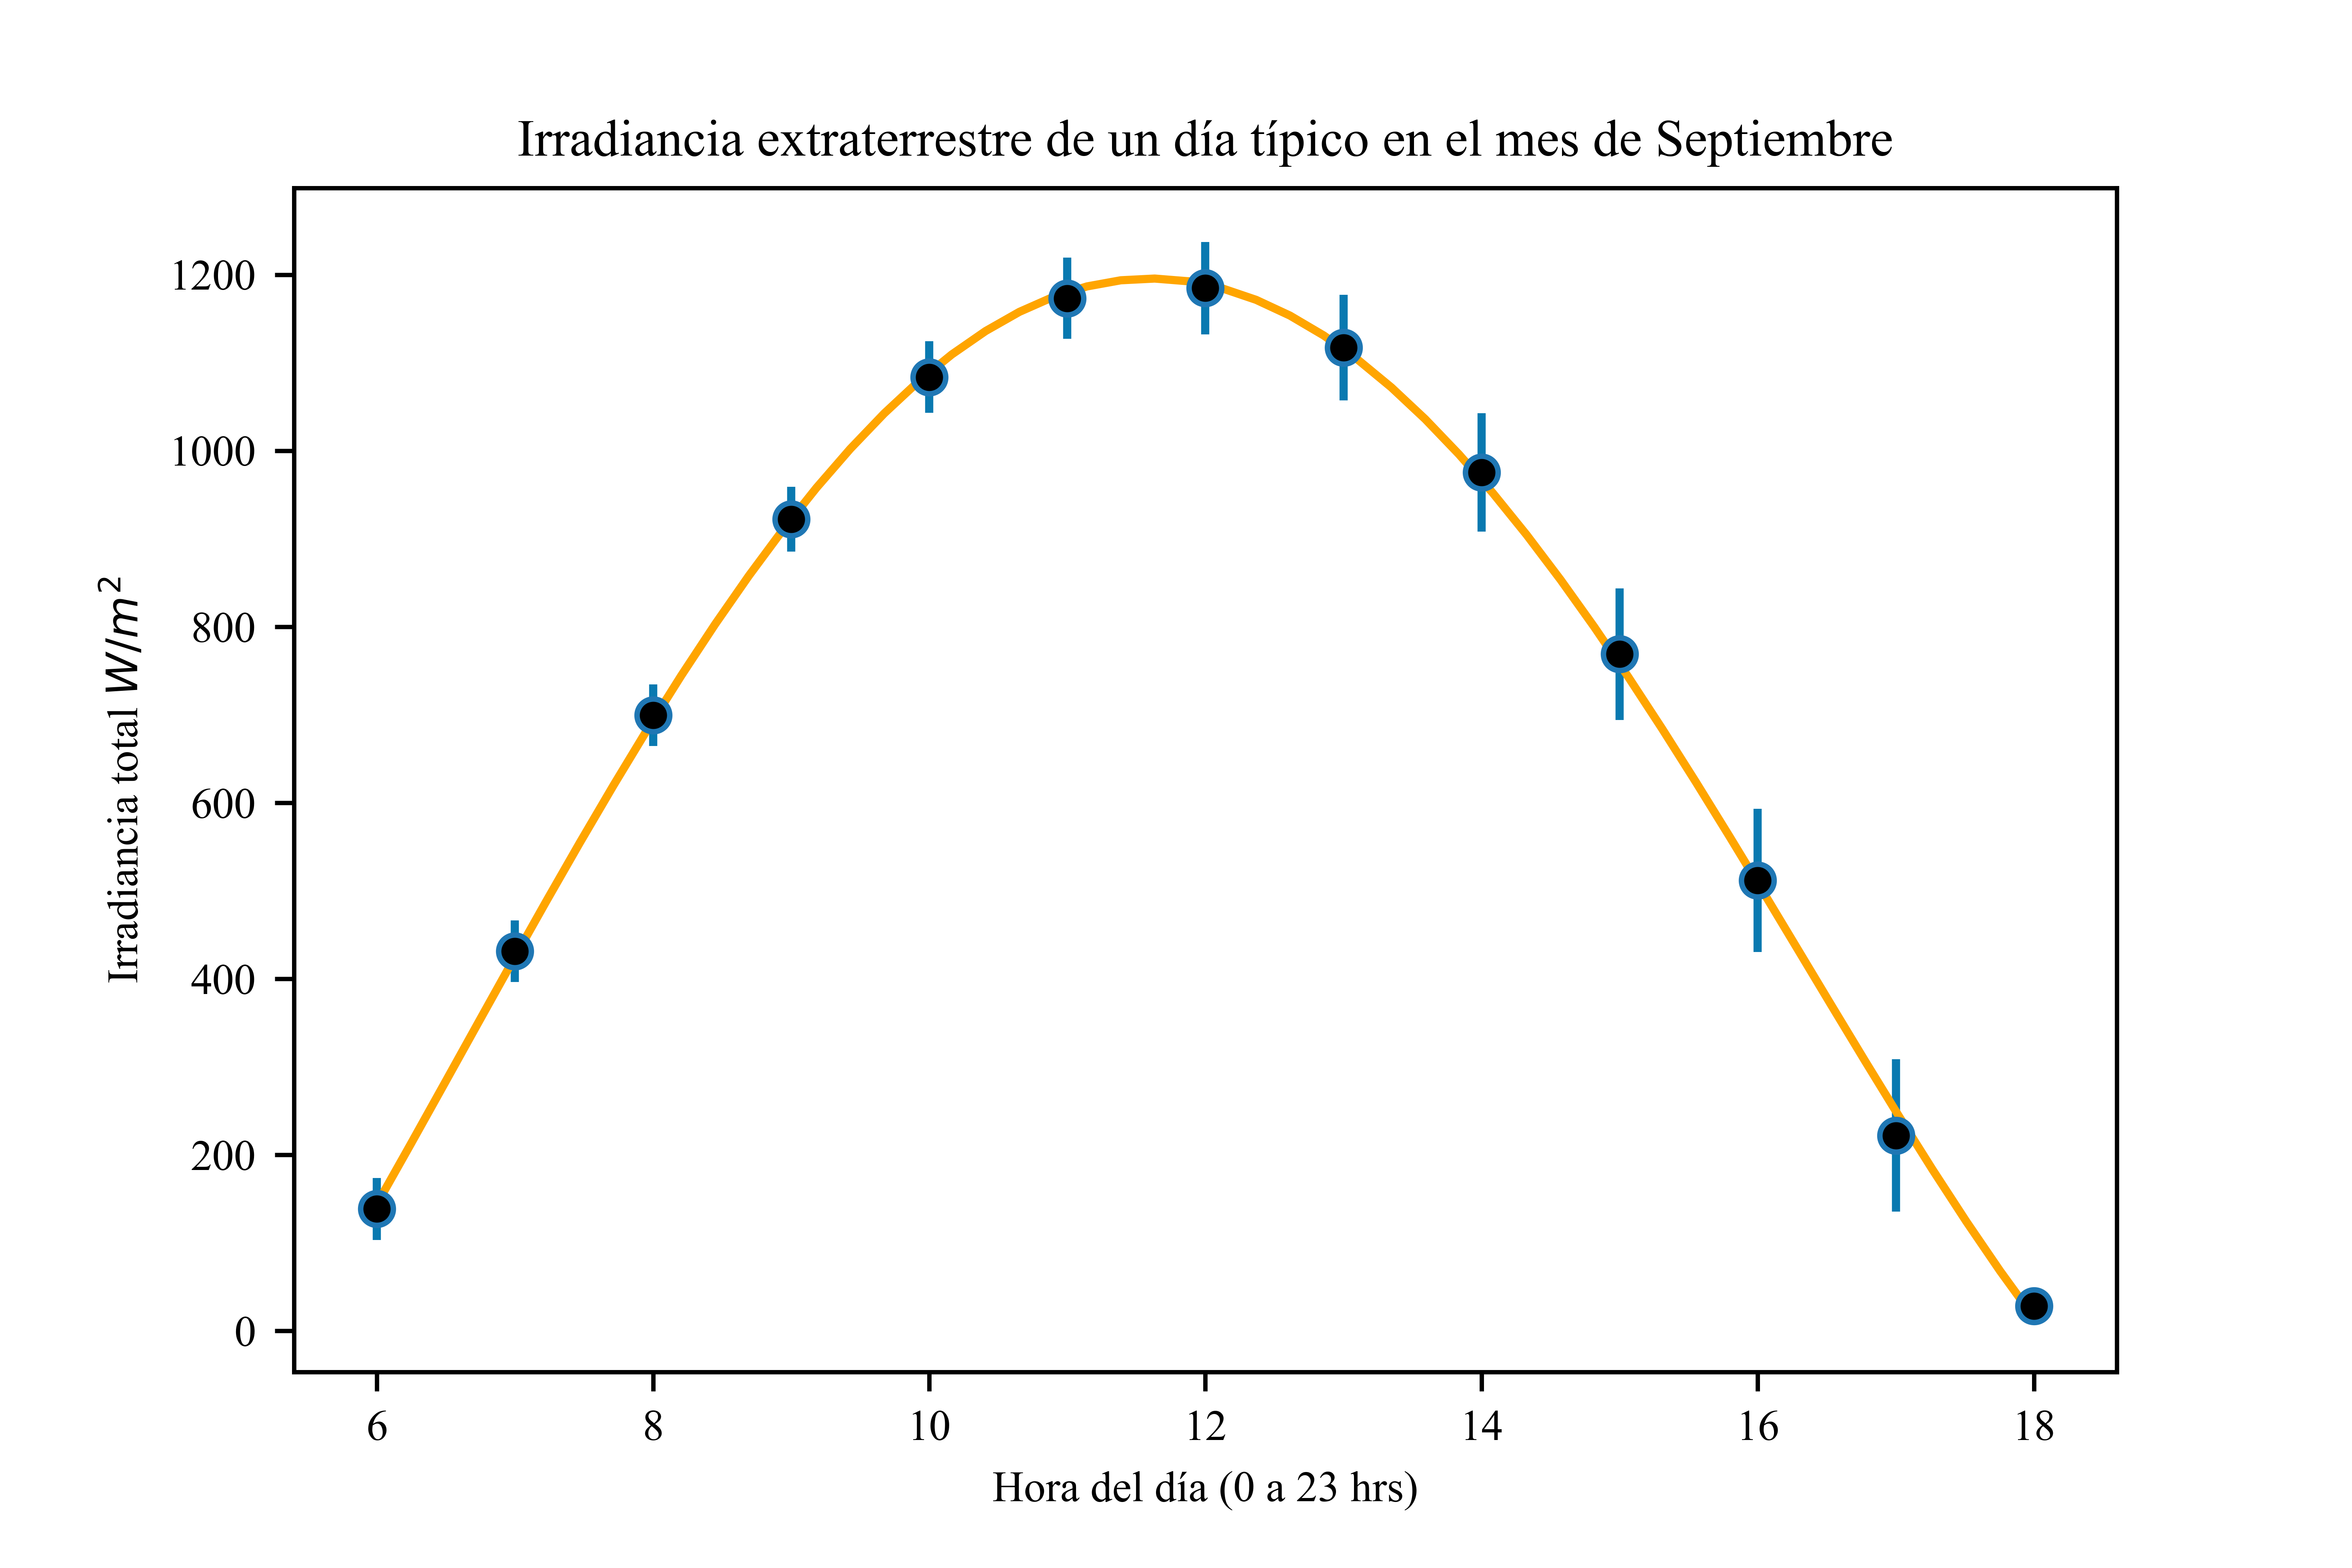 Irradiancia extraterrestre de un día típico en el mes de Septiembre
Irradiancia total W/m²
1200
1000
800
600
400
200
0
6 8 10 12 14 16 18
Hora del día (0 a 23 hrs)